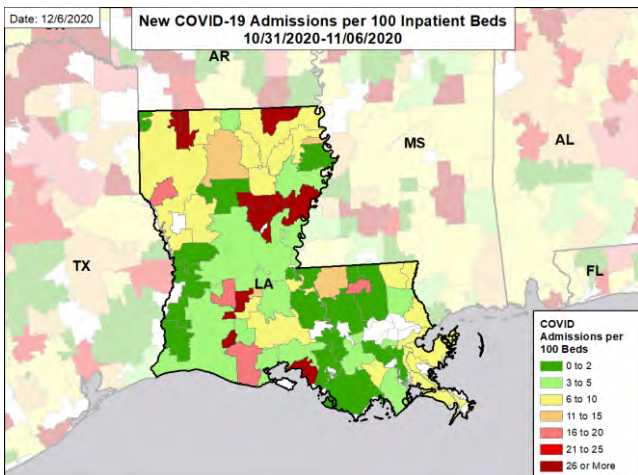 Date: 12/6/2020
New COVID-19 Admissions per 100 Inpatient Beds
10/31/2020-11/06/2020
AR
MS
AL
TX
LA
FL
COVID
Admissions per
100 Beds
0 to 2
3 to 5
6 to 10
11 to 15
16 to 20
21 to 25
26 or More